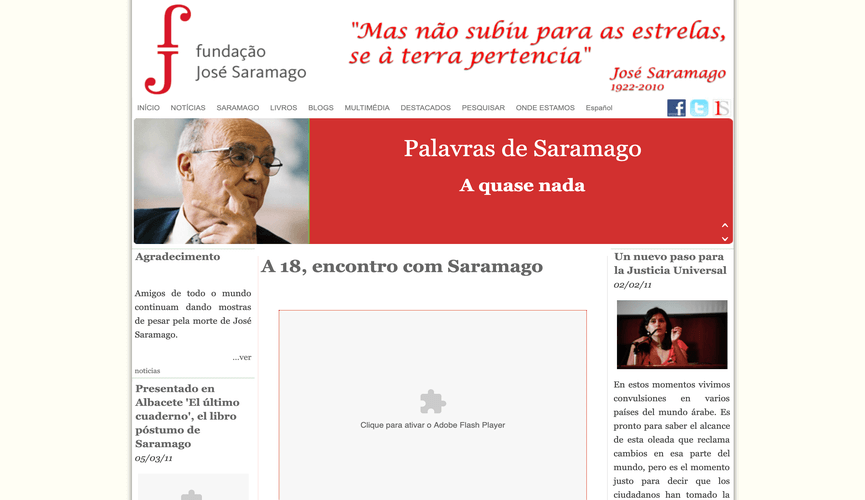 fundação
José Saramago
"Mas não subiu para as estrelas,
se à terra pertencia"
José Saramago
1922-2010
INÍCIO NOTÍCIAS SARAMAGO LIVROS BLOGS MULTIMÉDIA DESTACADOS PESQUISAR ONDE ESTAMOS Español
Palavras de Saramago
A quase nada
Agradecimento
Amigos de todo o mundo
continuam dando mostras
de pesar pela morte de José
Saramago.
...ver
noticias
Presentado en
Albacete 'El último
cuaderno', el libro
póstumo de
Saramago
05/03/11
A 18, encontro com Saramago
Clique para ativar o Adobe Flash Player
Un nuevo paso para
la Justicia Universal
02/02/11
En estos momentos vivimos
convulsiones en varios
países del mundo árabe. Es
pronto para saber el alcance
de esta oleada que reclama
cambios en esa parte del
mundo, pero es el momento
justo para decir que los
ciudadanos han tomado la